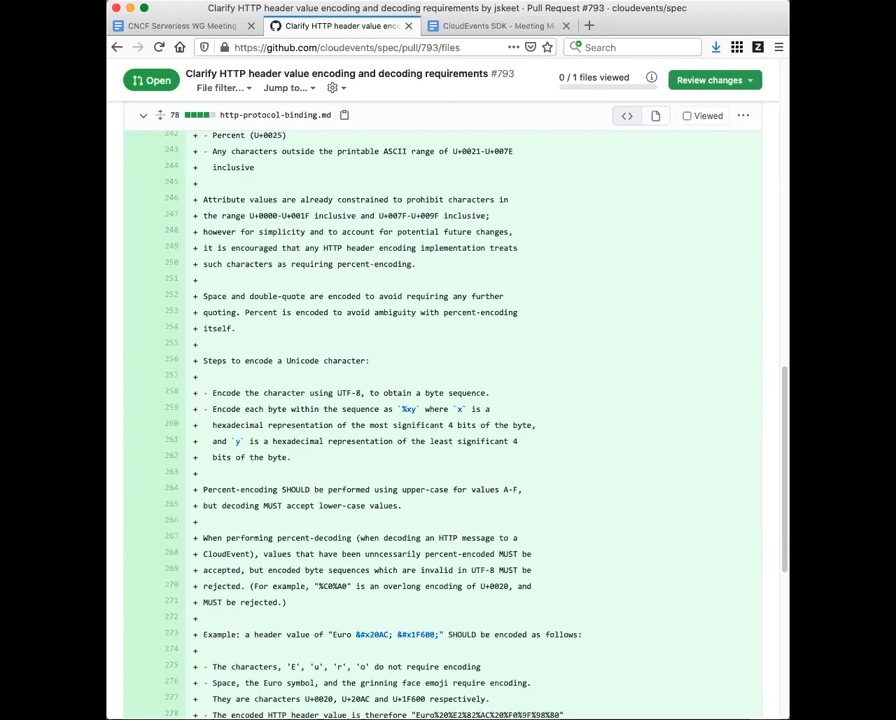 Clarify HTTP header value encoding and decoding requirements by jskeet · Pull Request #793 · cloudevents/spec
CNCF Serverless WG Meeting
Clarify HTTP header value enco
CloudEvents SDK - Meeting M
https://github.com/cloudevents/spec/pull/793/files
Search
Open
Clarify HTTP header value encoding and decoding requirements #793
File filter...
Jump to...
0 / 1 files viewed
Review changes
78 http-protocol-binding.md
Viewed
242 + - Percent (U+0025)
243 + - Any characters outside the printable ASCII range of U+0021-U+007E
244 + inclusive
245 +
246 + Attribute values are already constrained to prohibit characters in
247 + the range U+0000-U+001F inclusive and U+007F-U+009F inclusive;
248 + however for simplicity and to account for potential future changes,
249 + it is encouraged that any HTTP header encoding implementation treats
250 + such characters as requiring percent-encoding.
251 +
252 + Space and double-quote are encoded to avoid requiring any further
253 + quoting. Percent is encoded to avoid ambiguity with percent-encoding
254 + itself.
255 +
256 + Steps to encode a Unicode character:
257 +
258 + - Encode the character using UTF-8, to obtain a byte sequence.
259 + - Encode each byte within the sequence as `%xy` where `x` is a
260 + hexadecimal representation of the most significant 4 bits of the byte,
261 + and `y` is a hexadecimal representation of the least significant 4
262 + bits of the byte.
263 +
264 + Percent-encoding SHOULD be performed using upper-case for values A-F,
265 + but decoding MUST accept lower-case values.
266 +
267 + When performing percent-decoding (when decoding an HTTP message to a
268 + CloudEvent), values that have been unncessarily percent-encoded MUST be
269 + accepted, but encoded byte sequences which are invalid in UTF-8 MUST be
270 + rejected. (For example, "%C0%A0" is an overlong encoding of U+0020, and
271 + MUST be rejected.)
272 +
273 + Example: a header value of "Euro &#x20AC; &#x1F600;" SHOULD be encoded as follows:
274 +
275 + - The characters, 'E', 'u', 'r', 'o' do not require encoding
276 + - Space, the Euro symbol, and the grinning face emoji require encoding.
277 + They are characters U+0020, U+20AC and U+1F600 respectively.
278 + - The encoded HTTP header value is therefore "Euro%20%E2%82%AC%20%F0%9F%98%80"